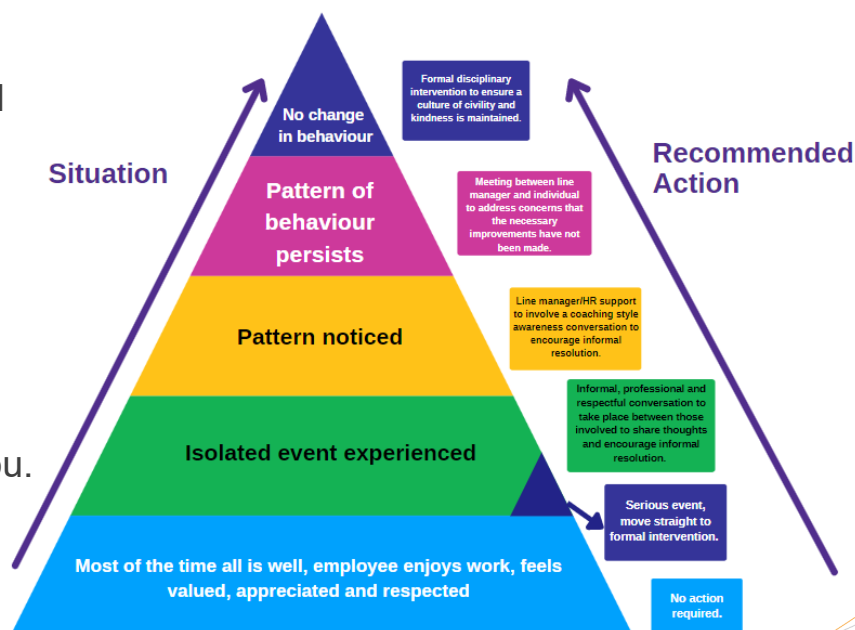 Situation
Recommended
Action
No change
in behaviour
Formal disciplinary
intervention to ensure a
culture of civility and
kindness is maintained.
Pattern of
behaviour
persists
Meeting between line
manager and individual
to address concerns that
the necessary
improvements have not
been made.
Pattern noticed
Line manager/HR support
to involve a coaching style
awareness conversation to
encourage informal
resolution.
Isolated event experienced
Informal, professional and
respectful conversation to
take place between those
involved to share thoughts
and encourage informal
resolution.
Serious event,
move straight to
formal intervention.
Most of the time all is well, employee enjoys work, feels
valued, appreciated and respected
No action
required.